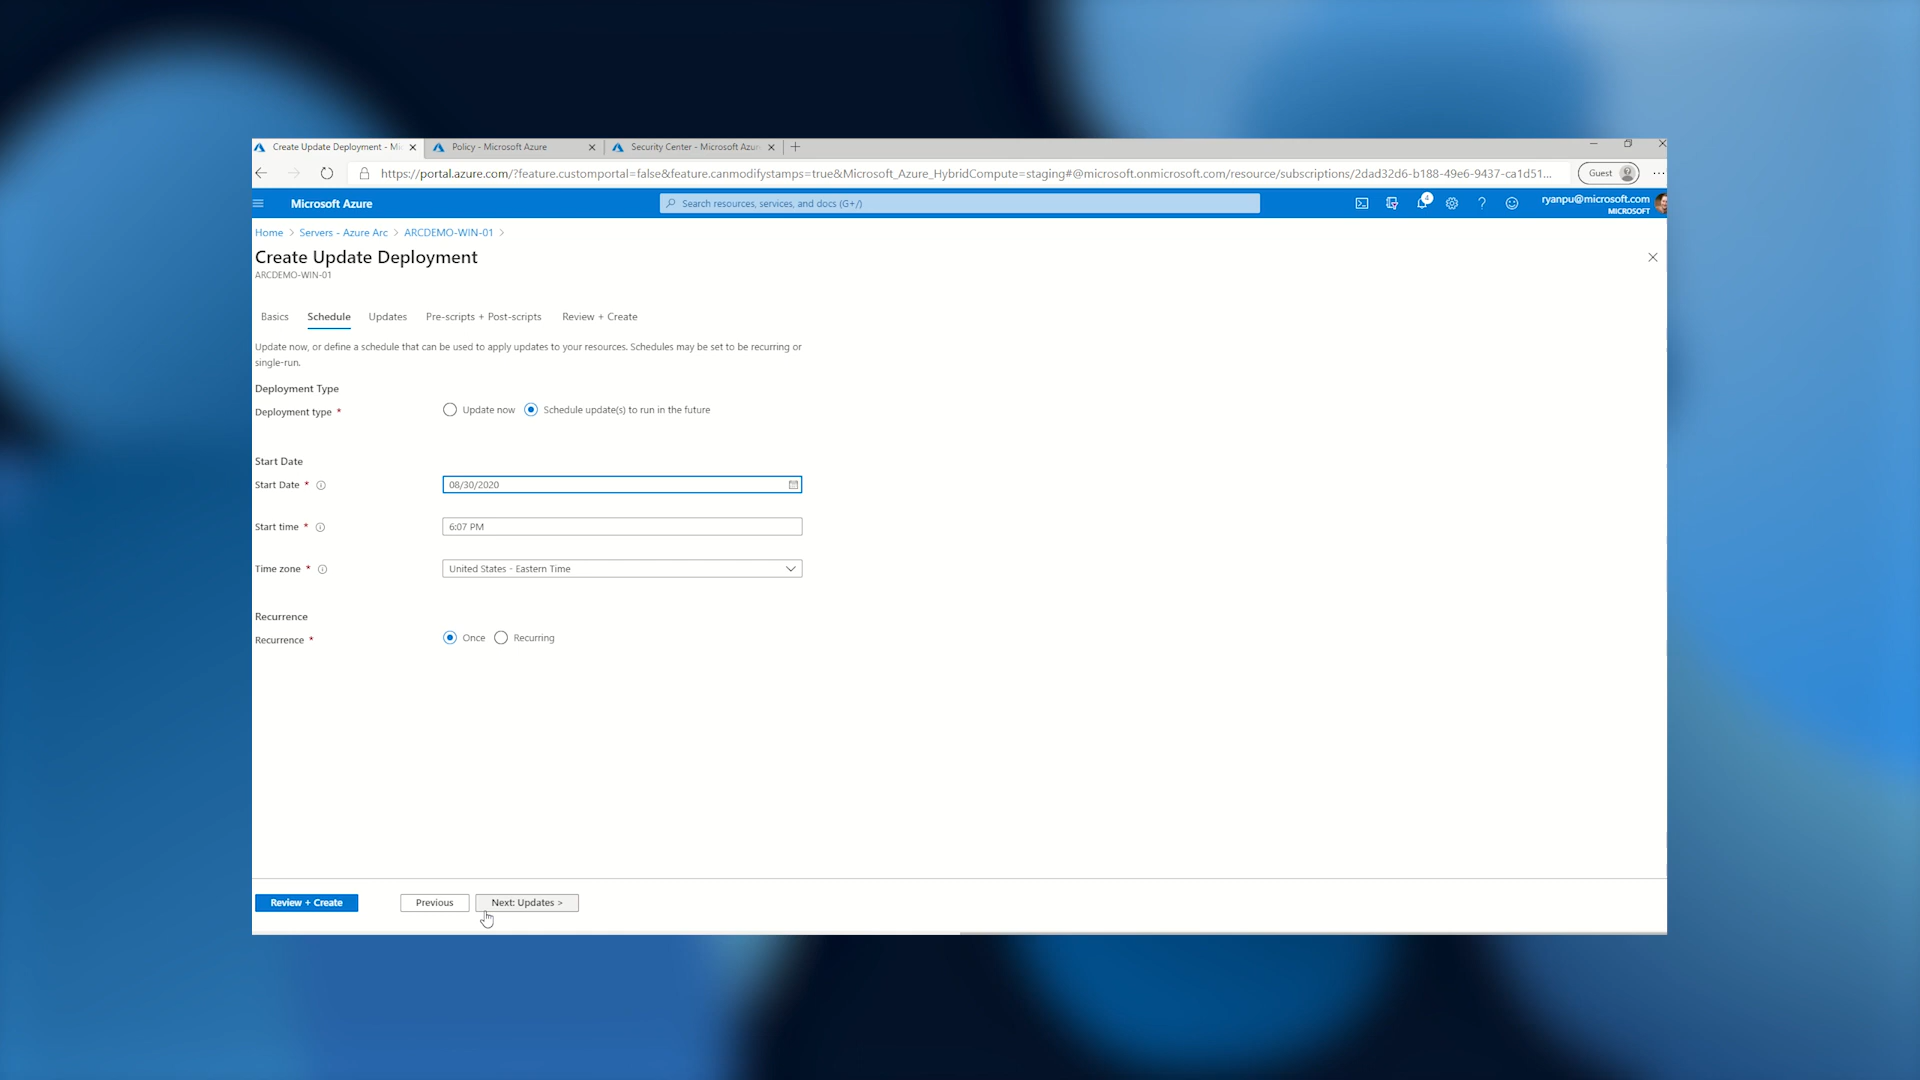 Create Update Deployment - Mi
Policy - Microsoft Azure
Security Center - Microsoft Azur
https://portal.azure.com/?feature.customportal=false&feature.canmodifystamps=true&Microsoft_Azure_HybridCompute=staging#@microsoft.onmicrosoft.com/resource/subscriptions/2dad32d6-b188-49e6-9437-ca1d51...
Guest
Microsoft Azure
Search resources, services, and docs (G+/)
4
ryanpu@microsoft.com
MICROSOFT
Home > Servers - Azure Arc > ARCDEMO-WIN-01 >
Create Update Deployment
ARCDEMO-WIN-01
Basics Schedule Updates Pre-scripts + Post-scripts Review + Create
Update now, or define a schedule that can be used to apply updates to your resources. Schedules may be set to be recurring or
single-run.
Deployment Type
Deployment type * Update now Schedule update(s) to run in the future
Start Date
Start Date * 08/30/2020
Start time * 6:07 PM
Time zone * United States - Eastern Time
Recurrence
Recurrence * Once Recurring
Review + Create Previous Next: Updates >